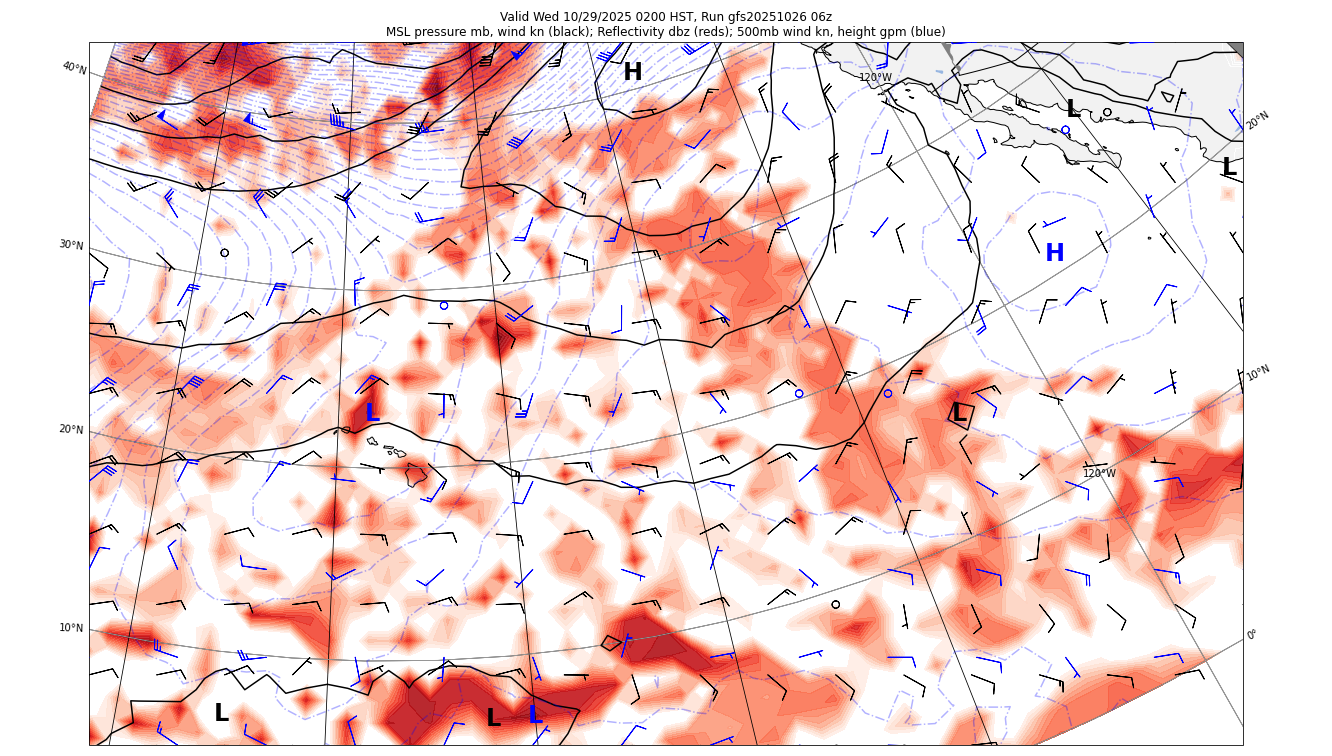 Valid Wed 10/29/2025 0200 HST, Run gfs20251026 06z
MSL pressure mb, wind kn (black); Reflectivity dbz (reds); 500mb wind kn, height gpm (blue)
40°N
H
120°W
L
20°N
L
30°N
H
10°N
L
L
20°N
120°W
10°N
0°
L
L
L